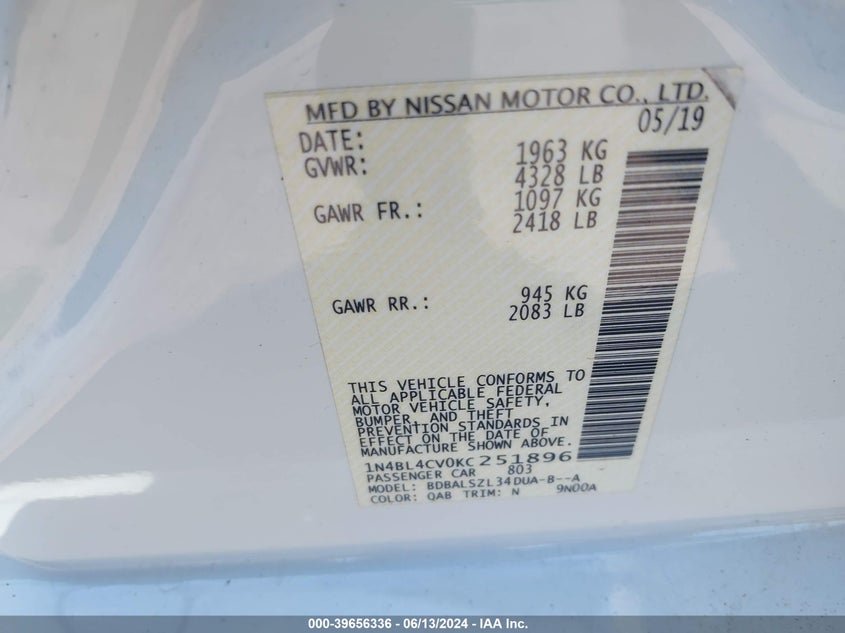 MFD BY NISSAN MOTOR CO., LTD.
DATE: 05/19
GVWR: 1963 KG
4328 LB
GAWR FR.: 1097 KG
2418 LB
GAWR RR.: 945 KG
2083 LB
THIS VEHICLE CONFORMS TO
ALL APPLICABLE FEDERAL
MOTOR VEHICLE SAFETY,
BUMPER, AND THEFT
PREVENTION STANDARDS IN
EFFECT ON THE DATE OF
MANUFACTURE SHOWN ABOVE.
1N4BL4CV0KC251896
PASSENGER CAR 803
MODEL: BDBALSZL34DUA-B--A
COLOR: QAB TRIM: N 9N00A
000-39656336 - 06/13/2024 - IAA Inc.